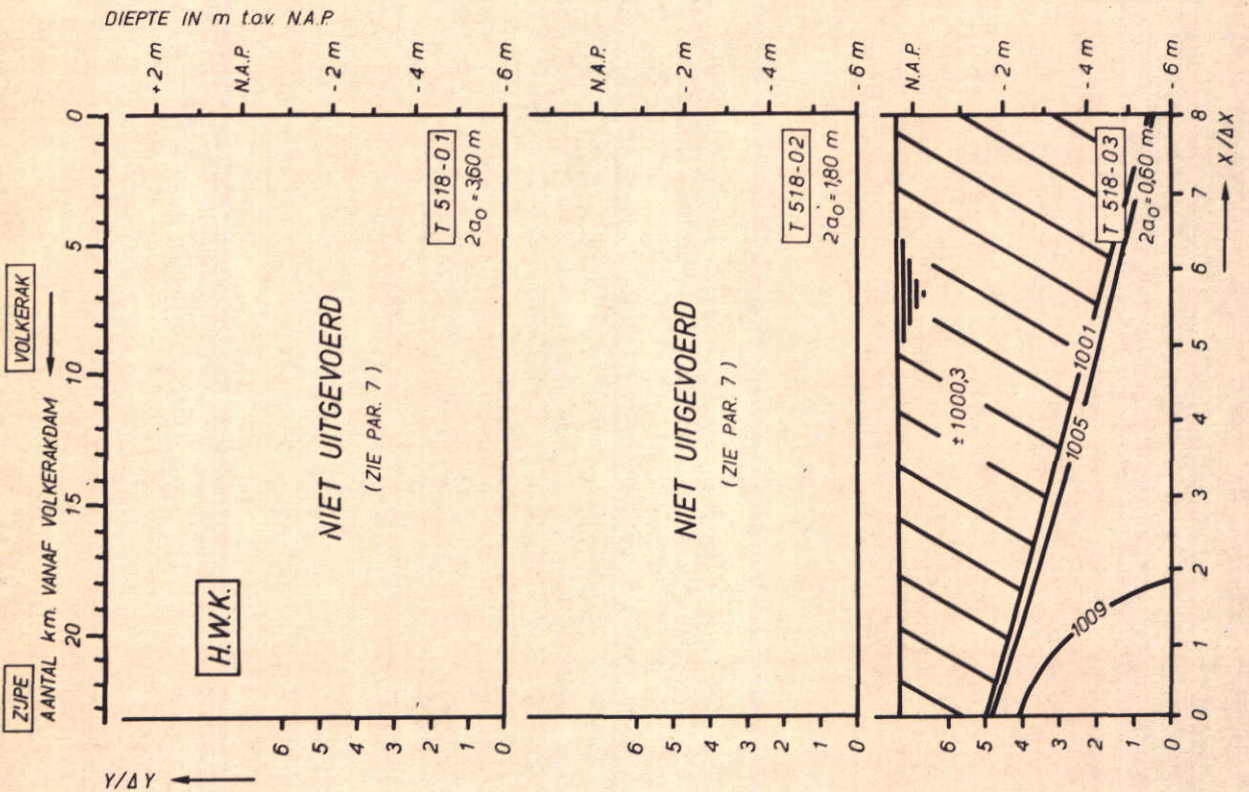 DIEPTE IN m t.o.v. N.A.P.
ZIJPE
VOLKERAK
AANTAL km. VANAF VOLKERAKDAM
20
15
10
5
0
+2 m
N.A.P.
- 2 m
- 4 m
- 6 m
H.W.K.
NIET UITGEVOERD
(ZIE PAR. 7)
T 518-01
2a₀ = 3,60 m
Y/ΔY
6
5
4
3
2
1
0
N.A.P.
- 2 m
- 4 m
- 6 m
NIET UITGEVOERD
(ZIE PAR. 7)
T 518-02
2a₀ = 1,80 m
6
5
4
3
2
1
0
N.A.P.
- 2 m
- 4 m
- 6 m
± 1000,3
1001
1005
1009
T 518-03
2a₀ = 0,60 m
6
5
4
3
2
1
0
0
1
2
3
4
5
6
7
8
X/ΔX